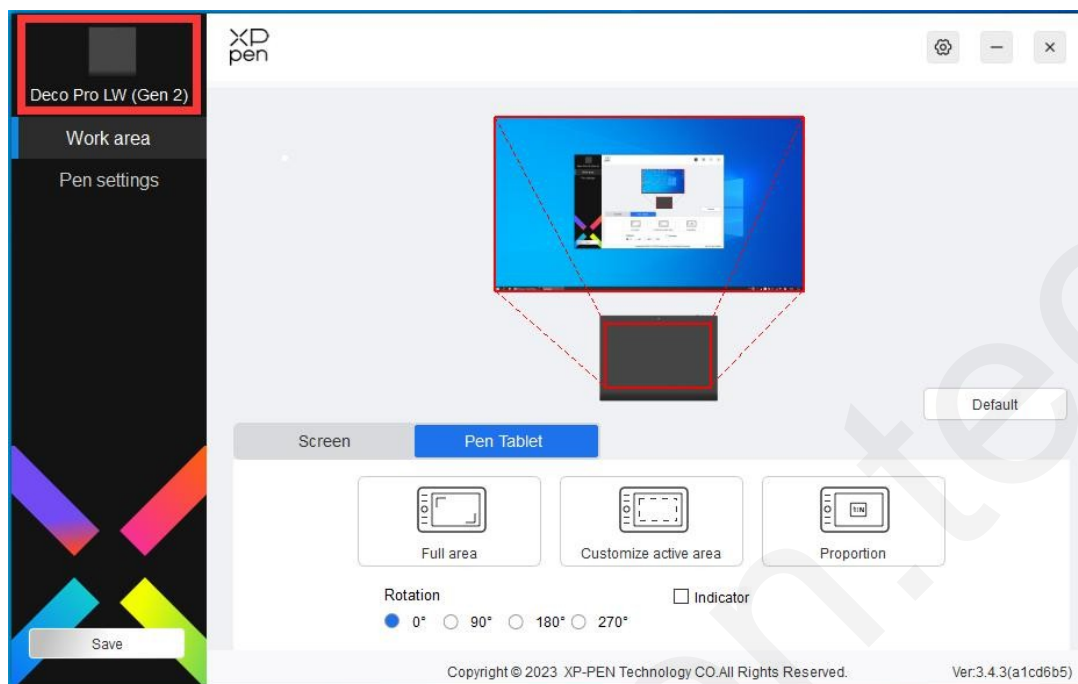 XP
pen
Deco Pro LW (Gen 2)
Work area
Pen settings
Default
Screen
Pen Tablet
Full area
Customize active area
1:N
Proportion
Rotation
Indicator
0°
90°
180°
270°
Save
Copyright © 2023 XP-PEN Technology CO.All Rights Reserved.
Ver:3.4.3(a1cd6b5)